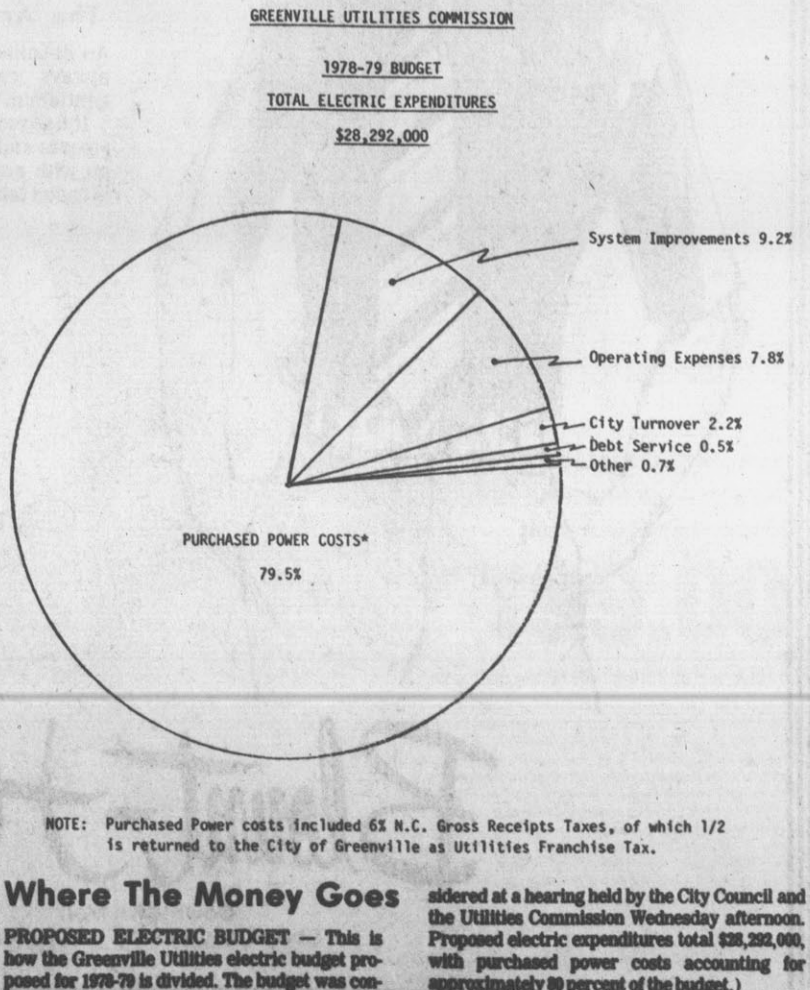 GREENVILLE UTILITIES COMMISSION
1978-79 BUDGET
TOTAL ELECTRIC EXPENDITURES
$28,292,000
System Improvements 9.2%
Operating Expenses 7.8%
City Turnover 2.2%
Debt Service 0.5%
Other 0.7%
PURCHASED POWER COSTS*
79.5%
NOTE: Purchased Power costs included 6% N.C. Gross Receipts Taxes, of which 1/2
is returned to the City of Greenville as Utilities Franchise Tax.
Where The Money Goes
PROPOSED ELECTRIC BUDGET — This is
how the Greenville Utilities electric budget pro-
posed for 1978-79 is divided. The budget was con-
sidered at a hearing held by the City Council and
the Utilities Commission Wednesday afternoon.
Proposed electric expenditures total $28,292,000,
with purchased power costs accounting for
approximately 80 percent of the budget.)